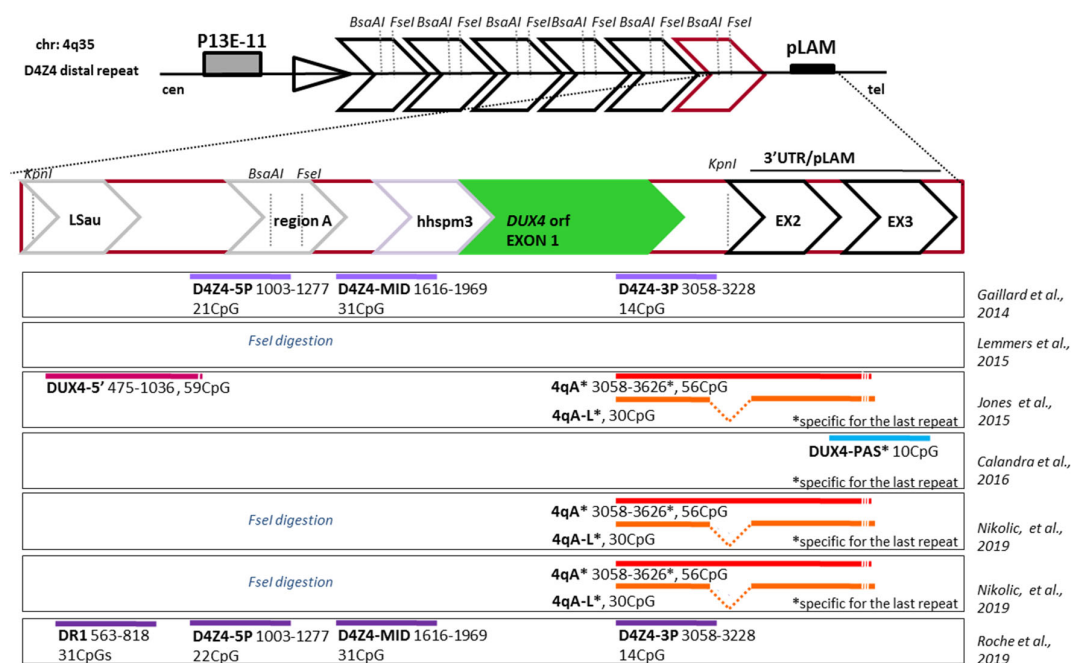 BsaAI FseI BsaAI FseI BsaAI FseI BsaAI FseI BsaAI FseI BsaAI FseI
chr: 4q35
P13E-11
pLAM
D4Z4 distal repeat
cen
tel
KpnI
BsaAI
FseI
KpnI
3'UTR/pLAM
LSau
region A
hhspm3
DUX4 orf
EXON 1
EX2
EX3
D4Z4-5P 1003-1277
21CpG
D4Z4-MID 1616-1969
31CpG
D4Z4-3P 3058-3228
14CpG
Gaillard et al.,
2014
FseI digestion
Lemmers et al.,
2015
DUX4-5' 475-1036, 59CpG
4qA* 3058-3626*, 56CpG
4qA-L*, 30CpG
*specific for the last repeat
Jones et al.,
2015
DUX4-PAS* 10CpG
*specific for the last repeat
Calandra et al.,
2016
FseI digestion
4qA* 3058-3626*, 56CpG
4qA-L*, 30CpG
*specific for the last repeat
Nikolic, et al.,
2019
FseI digestion
4qA* 3058-3626*, 56CpG
4qA-L*, 30CpG
*specific for the last repeat
Nikolic, et al.,
2019
DR1 563-818
31CpGs
D4Z4-5P 1003-1277
22CpG
D4Z4-MID 1616-1969
31CpG
D4Z4-3P 3058-3228
14CpG
Roche et al.,
2019